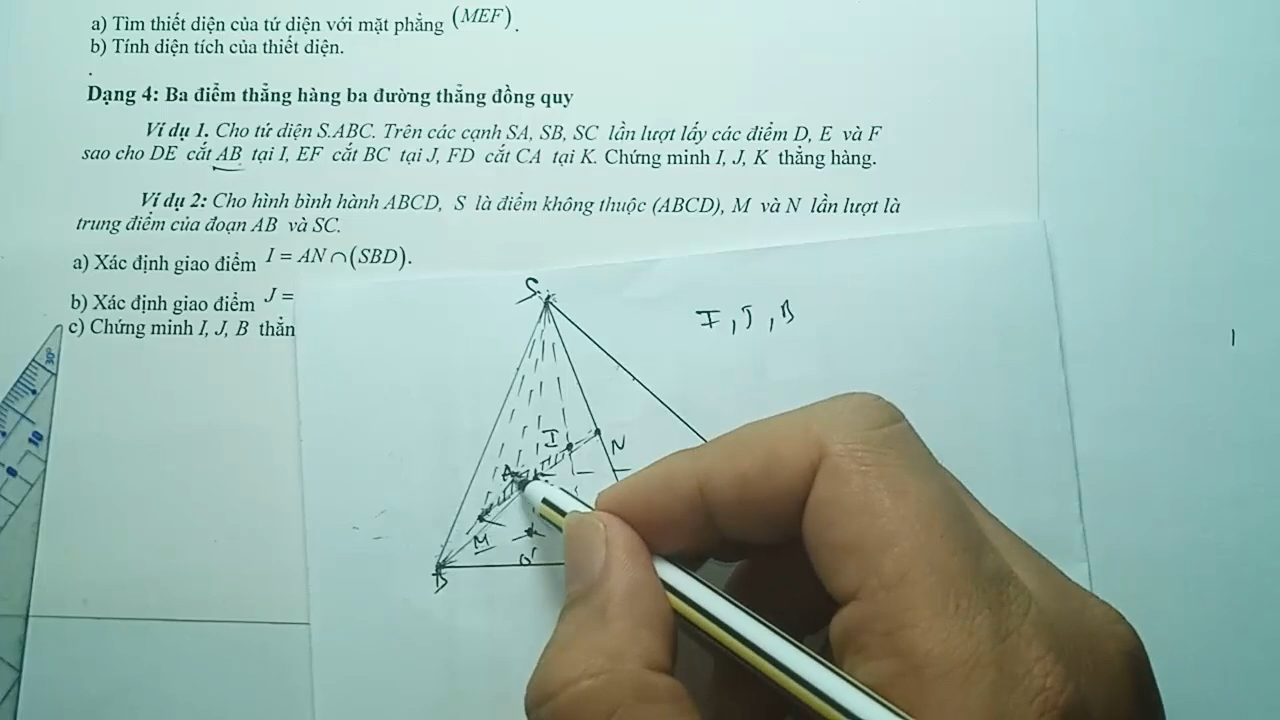 a) Tìm thiết diện của tứ diện với mặt phẳng (MEF).
b) Tính diện tích của thiết diện.
.
Dạng 4: Ba điểm thẳng hàng ba đường thẳng đồng quy
Ví dụ 1. Cho tứ diện S.ABC. Trên các cạnh SA, SB, SC lần lượt lấy các điểm D, E và F
sao cho DE cắt AB tại I, EF cắt BC tại J, FD cắt CA tại K. Chứng minh I, J, K thẳng hàng.
Ví dụ 2: Cho hình bình hành ABCD, S là điểm không thuộc (ABCD), M và N lần lượt là
trung điểm của đoạn AB và SC.
a) Xác định giao điểm I = AN ∩ (SBD).
b) Xác định giao điểm J =
c) Chứng minh I, J, B thẳn
S
I, J, B
I
N
A
M
O'
B
30°
10